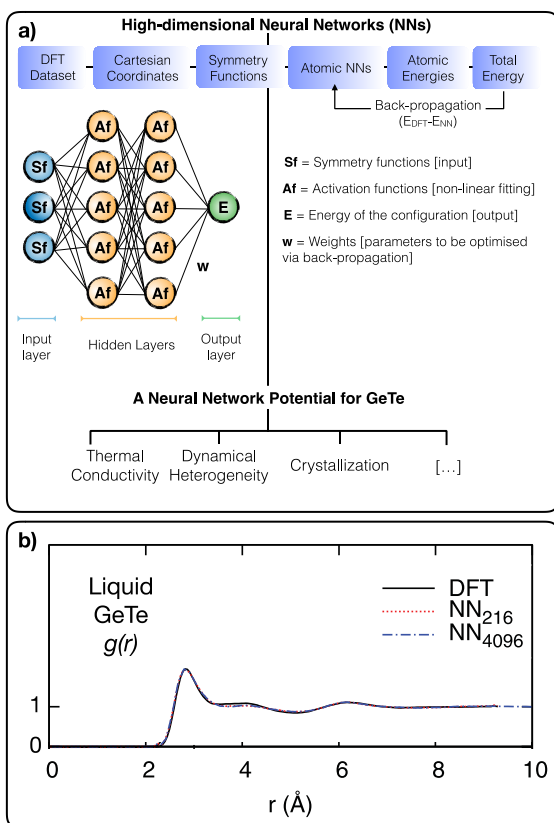 a)
High-dimensional Neural Networks (NNs)
DFT
Dataset
Cartesian
Coordinates
Symmetry
Functions
Atomic NNs
Atomic
Energies
Total
Energy
Back-propagation
(EDFT-ENN)
Af Af
Sf Af Af
Sf Af Af E
Sf Af Af
Af Af
w
Sf = Symmetry functions [input]
Af = Activation functions [non-linear fitting]
E = Energy of the configuration [output]
w = Weights [parameters to be optimised
via back-propagation]
Input
layer
Hidden Layers
Output
layer
A Neural Network Potential for GeTe
Thermal
Conductivity
Dynamical
Heterogeneity
Crystallization
[...]
b)
1
Liquid
GeTe
g(r)
DFT
NN216
NN4096
1
0
0 2 4 6 8 10
r (Å)